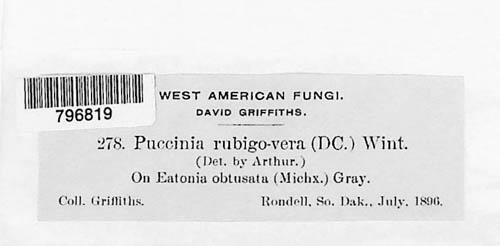 WEST AMERICAN FUNGI.
DAVID GRIFFITHS.
796819
278. Puccinia rubigo-vera (DC.) Wint.
(Det. by Arthur.)
On Eatonia obtusata (Michx.) Gray.
Coll. Griffiths. Rondell, So. Dak., July, 1896.